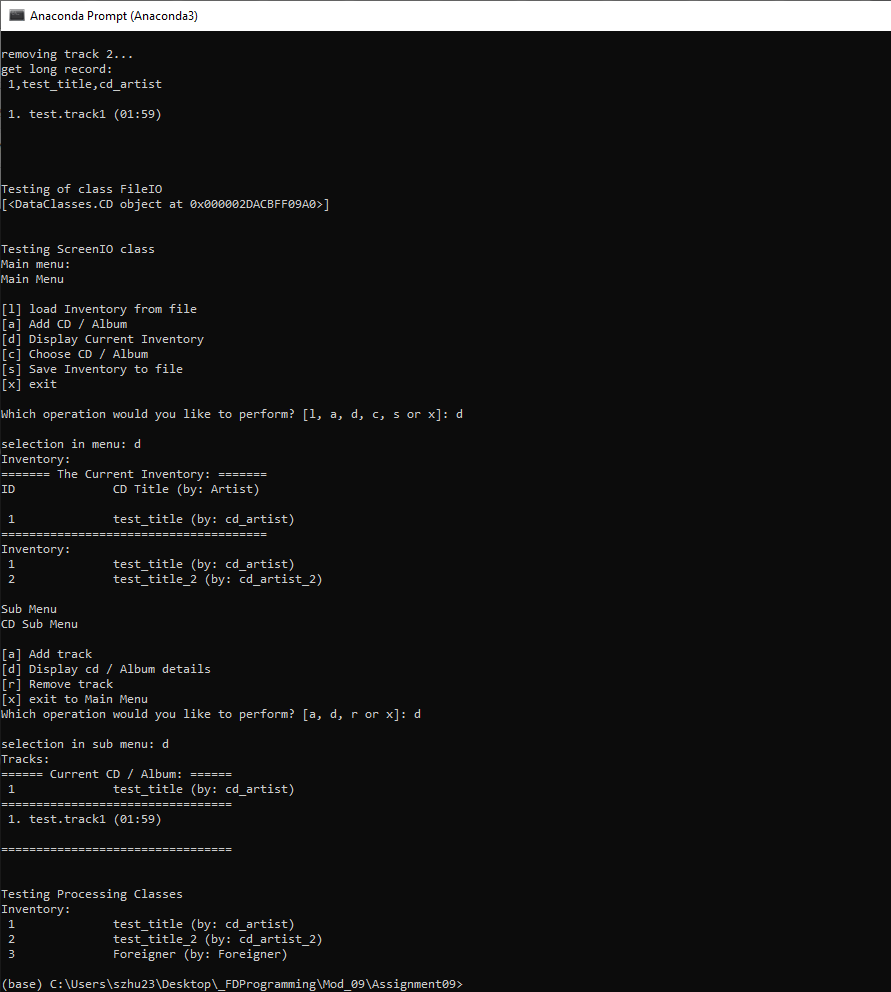 Anaconda Prompt (Anaconda3)
removing track 2...
get long record:
1,test_title,cd_artist
1. test.track1 (01:59)
Testing of class FileIO
[<DataClasses.CD object at 0x000002DACBFF09A0>]
Testing ScreenIO class
Main menu:
Main Menu
[l] load Inventory from file
[a] Add CD / Album
[d] Display Current Inventory
[c] Choose CD / Album
[s] Save Inventory to file
[x] exit
Which operation would you like to perform? [l, a, d, c, s or x]: d
selection in menu: d
Inventory:
======= The Current Inventory: =======
ID              CD Title (by: Artist)
1              test_title (by: cd_artist)
======================================
Inventory:
1              test_title (by: cd_artist)
2              test_title_2 (by: cd_artist_2)
Sub Menu
CD Sub Menu
[a] Add track
[d] Display cd / Album details
[r] Remove track
[x] exit to Main Menu
Which operation would you like to perform? [a, d, r or x]: d
selection in sub menu: d
Tracks:
====== Current CD / Album: ======
1              test_title (by: cd_artist)
=================================
1. test.track1 (01:59)
=================================
Testing Processing Classes
Inventory:
1              test_title (by: cd_artist)
2              test_title_2 (by: cd_artist_2)
3              Foreigner (by: Foreigner)
(base) C:\Users\szhu23\Desktop\_FDProgramming\Mod_09\Assignment09>